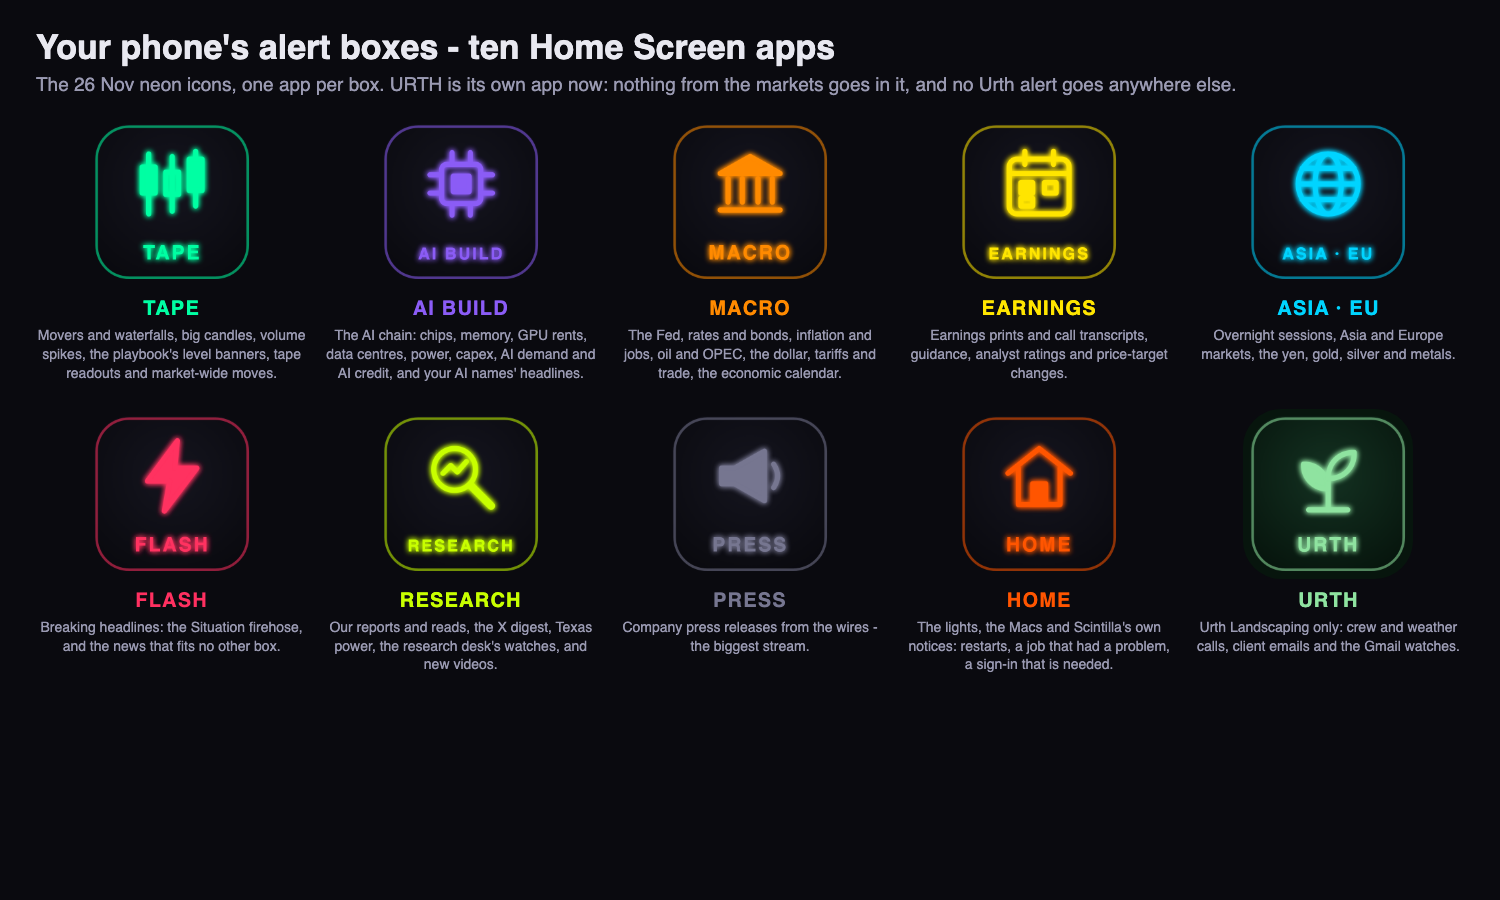 Your phone's alert boxes - ten Home Screen apps
The 26 Nov neon icons, one app per box. URTH is its own app now: nothing from the markets goes in it, and no Urth alert goes anywhere else.
TAPE
AI BUILD
MACRO
EARNINGS
ASIA · EU
TAPE
Movers and waterfalls, big candles, volume
spikes, the playbook's level banners, tape
readouts and market-wide moves.
AI BUILD
The AI chain: chips, memory, GPU rents,
data centres, power, capex, AI demand and
AI credit, and your AI names' headlines.
MACRO
The Fed, rates and bonds, inflation and
jobs, oil and OPEC, the dollar, tariffs and
trade, the economic calendar.
EARNINGS
Earnings prints and call transcripts,
guidance, analyst ratings and price-target
changes.
ASIA · EU
Overnight sessions, Asia and Europe
markets, the yen, gold, silver and metals.
FLASH
RESEARCH
PRESS
HOME
URTH
FLASH
Breaking headlines: the Situation firehose,
and the news that fits no other box.
RESEARCH
Our reports and reads, the X digest, Texas
power, the research desk's watches, and
new videos.
PRESS
Company press releases from the wires -
the biggest stream.
HOME
The lights, the Macs and Scintilla's own
notices: restarts, a job that had a problem,
a sign-in that is needed.
URTH
Urth Landscaping only: crew and weather
calls, client emails and the Gmail watches.